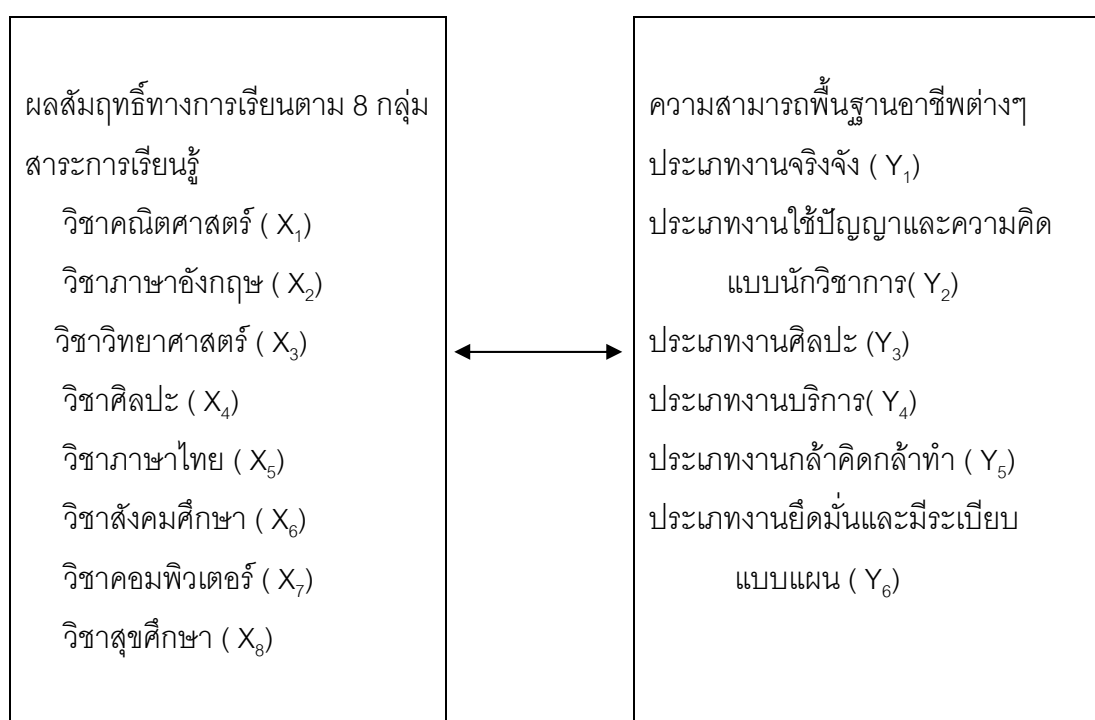 ผลสัมฤทธิ์ทางการเรียนตาม 8 กลุ่ม
สาระการเรียนรู้
วิชาคณิตศาสตร์ ( X₁)
วิชาภาษาอังกฤษ ( X₂)
วิชาวิทยาศาสตร์ ( X₃)
วิชาศิลปะ ( X₄)
วิชาภาษาไทย ( X₅)
วิชาสังคมศึกษา ( X₆)
วิชาคอมพิวเตอร์ ( X₇)
วิชาสุขศึกษา ( X₈)
ความสามารถพื้นฐานอาชีพต่างๆ
ประเภทงานจริงจัง ( Y₁)
ประเภทงานใช้ปัญญาและความคิด
แบบนักวิชาการ( Y₂)
ประเภทงานศิลปะ (Y₃)
ประเภทงานบริการ( Y₄)
ประเภทงานกล้าคิดกล้าทำ ( Y₅)
ประเภทงานยึดมั่นและมีระเบียบ
แบบแผน ( Y₆)